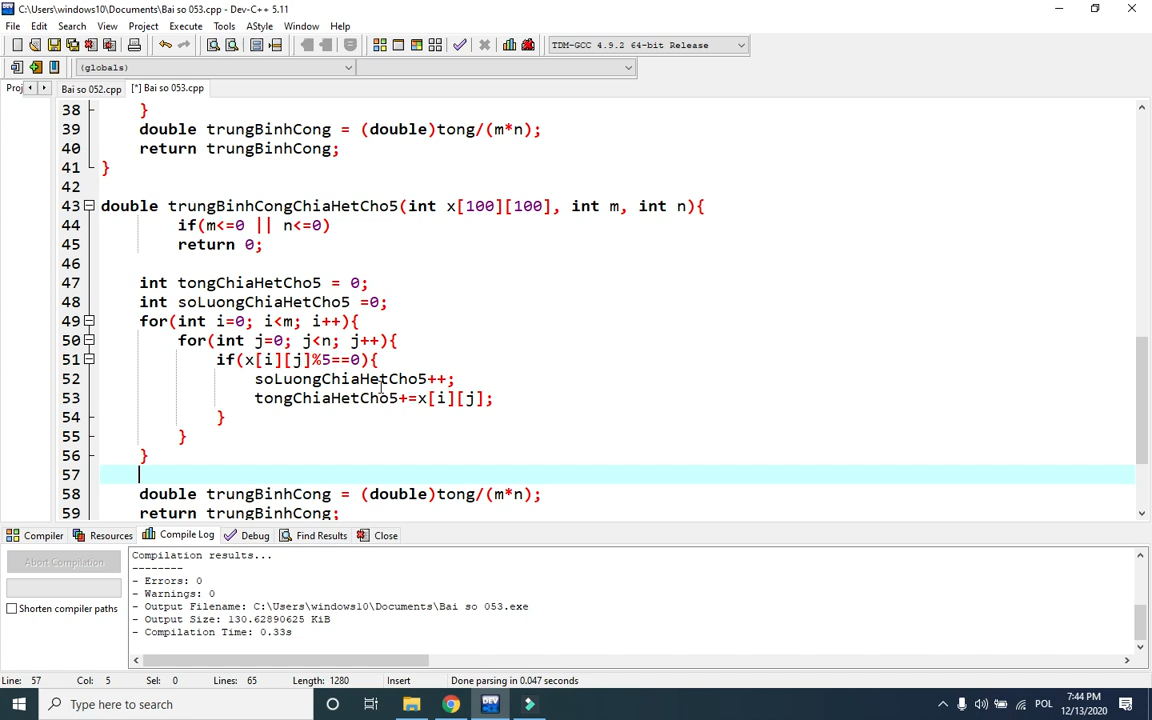 C:\Users\windows10\Documents\Bai so 053.cpp - Dev-C++ 5.11
File Edit Search View Project Execute Tools AStyle Window Help
TDM-GCC 4.9.2 64-bit Release
(globals)
Proj Bai so 052.cpp [*] Bai so 053.cpp
38 }
39 double trungBinhCong = (double)tong/(m*n);
40 return trungBinhCong;
41 }
42
43 double trungBinhCongChiaHetCho5(int x[100][100], int m, int n){
44 if(m<=0 || n<=0)
45 return 0;
46
47 int tongChiaHetCho5 = 0;
48 int soLuongChiaHetCho5 =0;
49 for(int i=0; i<m; i++){
50 for(int j=0; j<n; j++){
51 if(x[i][j]%5==0){
52 soLuongChiaHetCho5++;
53 tongChiaHetCho5+=x[i][j];
54 }
55 }
56 }
57
58 double trungBinhCong = (double)tong/(m*n);
59 return trungBinhCong;
Compiler Resources Compile Log Debug Find Results Close
Abort Compilation
Shorten compiler paths
Compilation results...
--------
- Errors: 0
- Warnings: 0
- Output Filename: C:\Users\windows10\Documents\Bai so 053.exe
- Output Size: 130.62890625 KiB
- Compilation Time: 0.33s
Line: 57 Col: 5 Sel: 0 Lines: 65 Length: 1280 Insert Done parsing in 0.047 seconds
Type here to search
DEV
POL
7:44 PM
12/13/2020